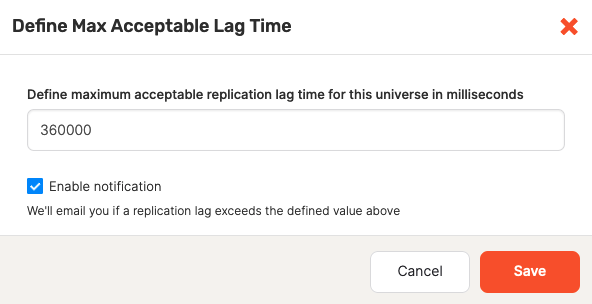 Define Max Acceptable Lag Time
Define maximum acceptable replication lag time for this universe in milliseconds
360000
Enable notification
We'll email you if a replication lag exceeds the defined value above
Cancel
Save